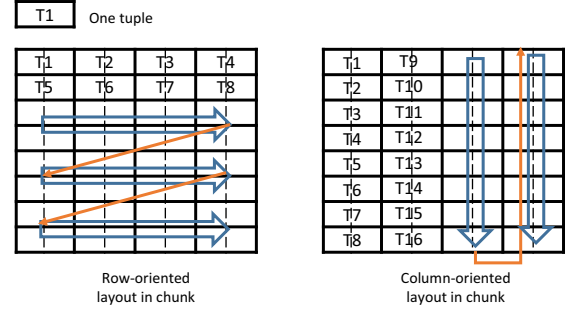 T1 One tuple
T1 T2 T3 T4
T5 T6 T7 T8
T1 T9
T2 T10
T3 T11
T4 T12
T5 T13
T6 T14
T7 T15
T8 T16
Row-oriented
layout in chunk
Column-oriented
layout in chunk